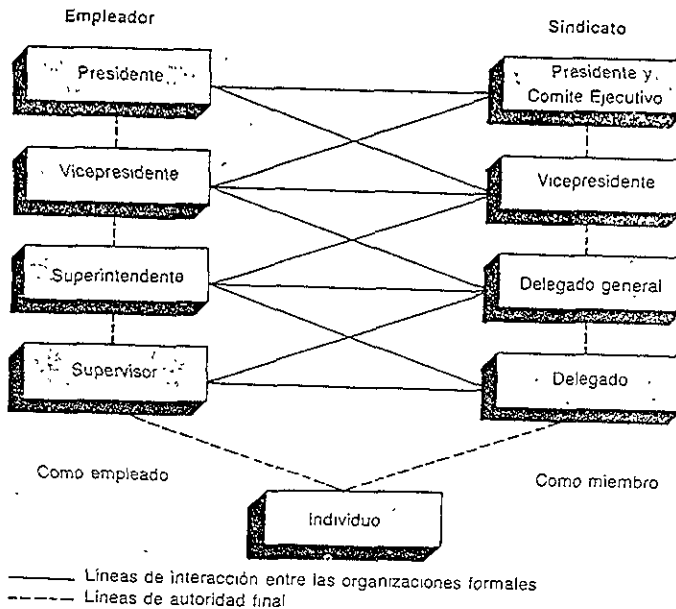 Empleador
Sindicato
Presidente
Presidente y
Comite Ejecutivo
Vicepresidente
Vicepresidente
Superintendente
Delegado general
Supervisor
Delegado
Como empleado
Como miembro
Individuo
Líneas de interacción entre las organizaciones formales
Líneas de autoridad final